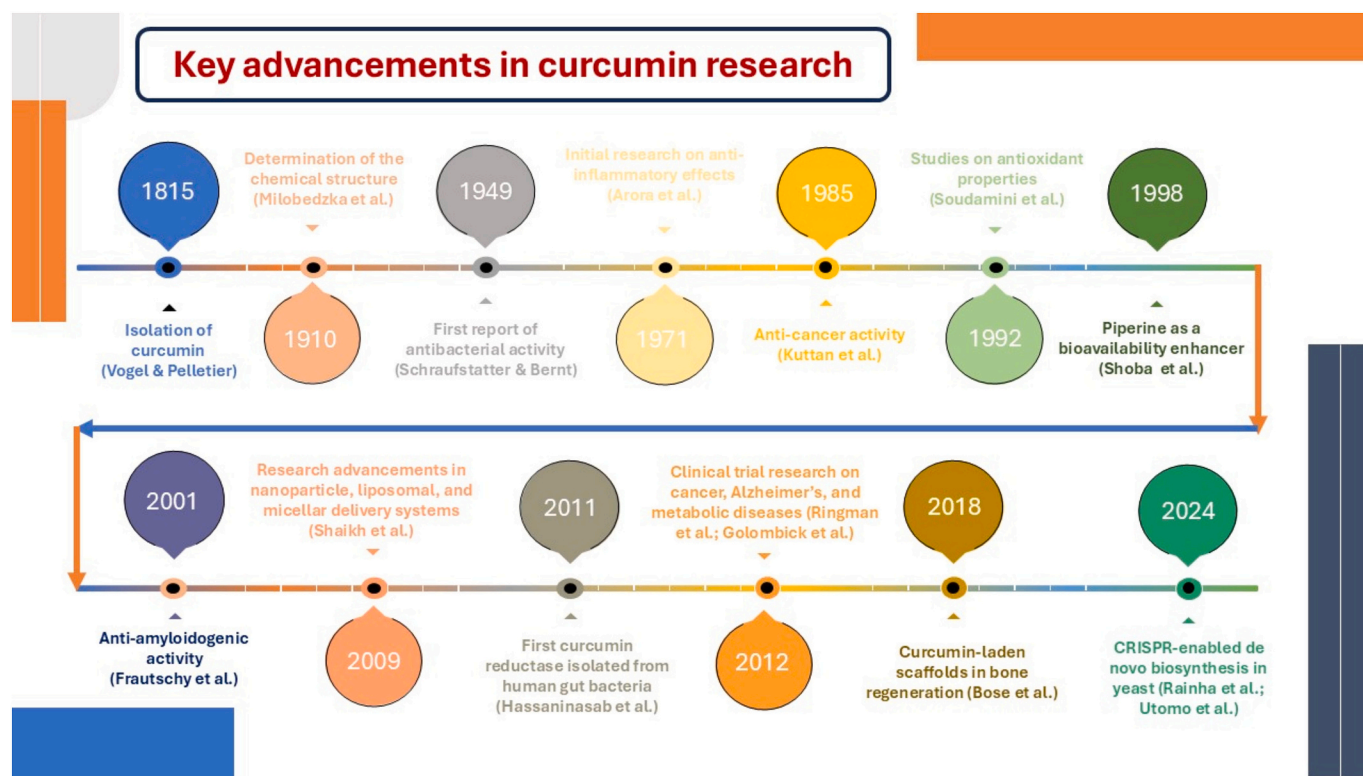 Key advancements in curcumin research
1815
Isolation of
curcumin
(Vogel & Pelletier)
Determination of the
chemical structure
(Milobedzka et al.)
1910
1949
First report of
antibacterial activity
(Schraufstatter & Bernt)
Initial research on anti-
inflammatory effects
(Arora et al.)
1971
1985
Anti-cancer activity
(Kuttan et al.)
Studies on antioxidant
properties
(Soudamini et al.)
1992
1998
Piperine as a
bioavailability enhancer
(Shoba et al.)
2001
Anti-amyloidogenic
activity
(Frautschy et al.)
Research advancements in
nanoparticle, liposomal, and
micellar delivery systems
(Shaikh et al.)
2009
2011
First curcumin
reductase isolated from
human gut bacteria
(Hassaninasab et al.)
Clinical trial research on
cancer, Alzheimer's, and
metabolic diseases (Ringman
et al.; Golombick et al.)
2012
2018
Curcumin-laden
scaffolds in bone
regeneration (Bose et al.)
2024
CRISPR-enabled de
novo biosynthesis in
yeast (Rainha et al.;
Utomo et al.)